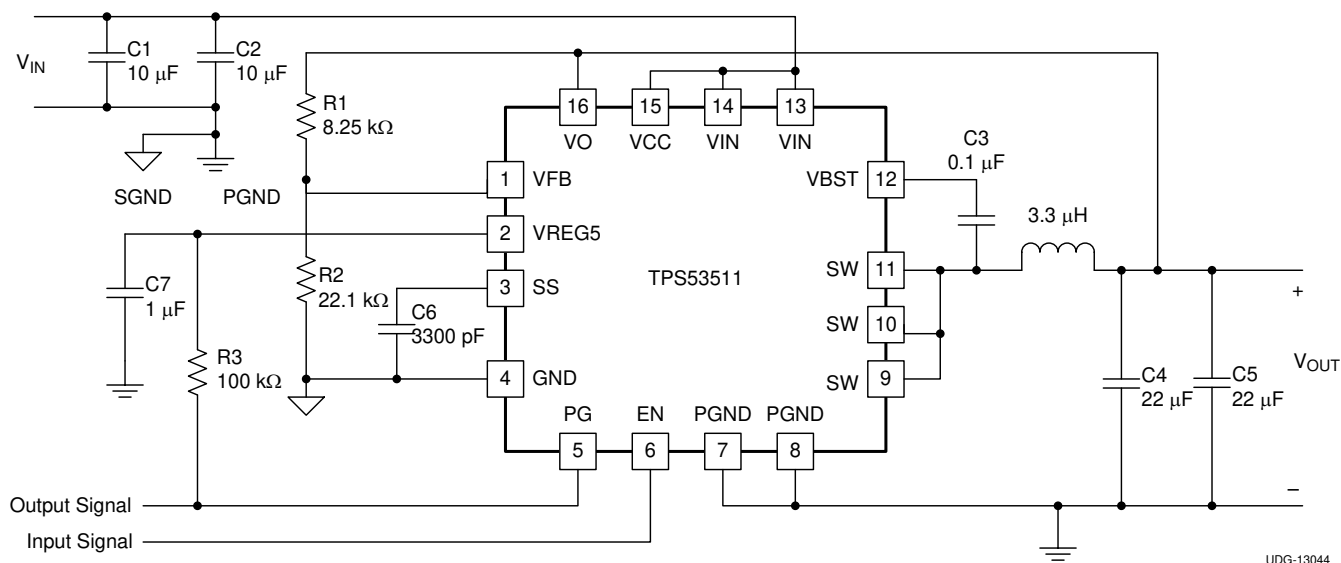 V_IN
C1
10 μF
C2
10 μF
SGND
PGND
R1
8.25 kΩ
16
15
14
13
VO
VCC
VIN
VIN
1
VFB
2
VREG5
3
SS
4
GND
TPS53511
VBST
12
SW
11
SW
10
SW
9
C3
0.1 μF
3.3 μH
C7
1 μF
R2
22.1 kΩ
C6
3300 pF
R3
100 kΩ
PG
EN
PGND
PGND
5
6
7
8
C4
22 μF
C5
22 μF
+
V_OUT
–
Output Signal
Input Signal
UDG-13044